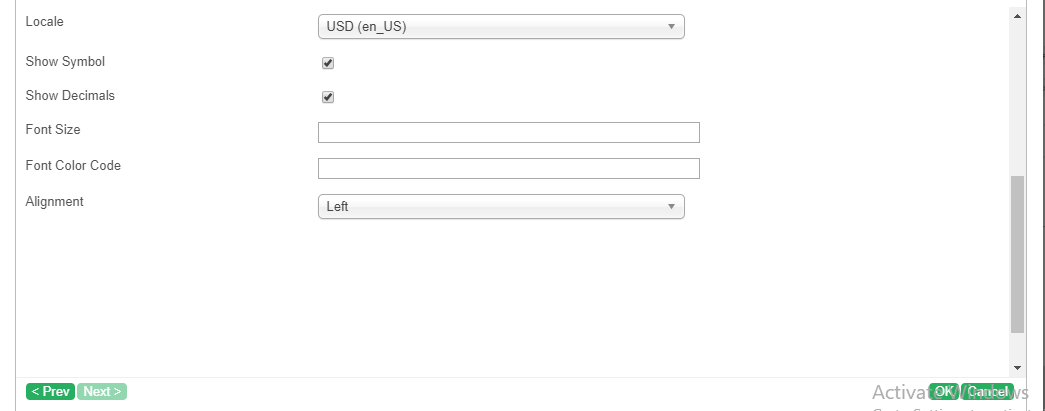 Locale
USD (en_US)
Show Symbol
Show Decimals
Font Size
Font Color Code
Alignment
Left
< Prev Next >
OK Cancel
Activate Windows